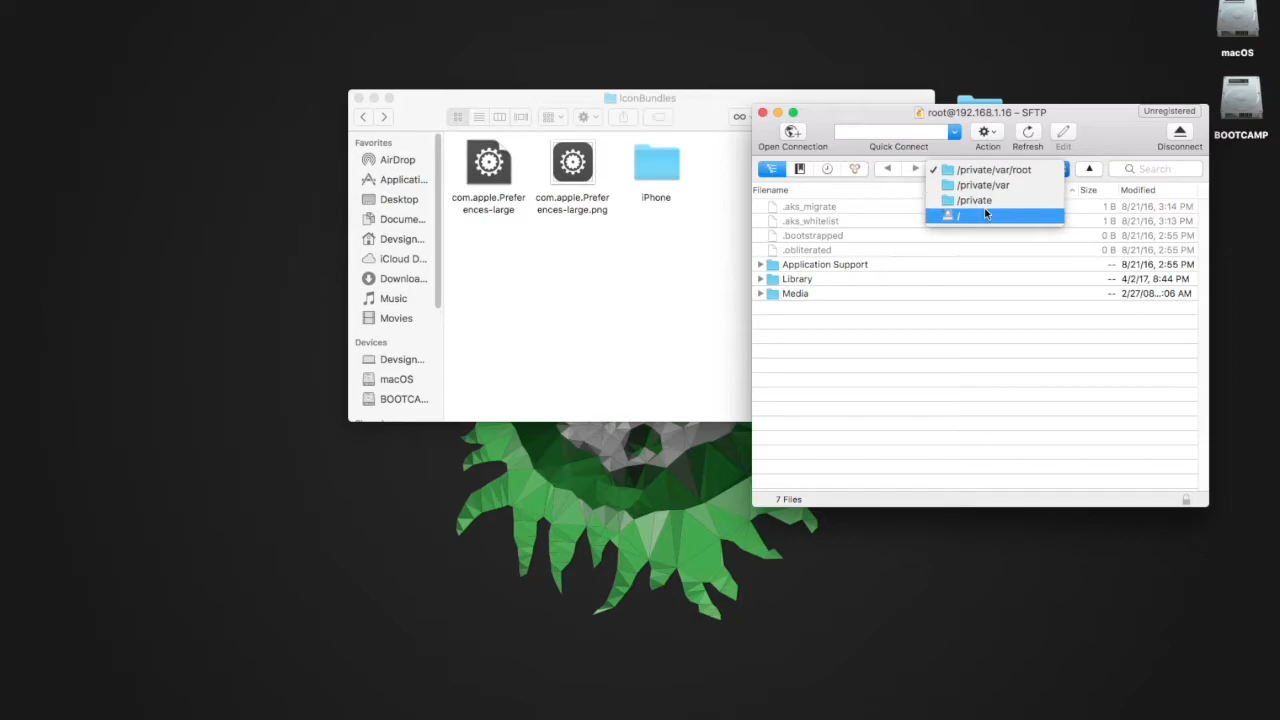 macOS
BOOTCAMP
IconBundles
Favorites
AirDrop
Applicati...
Desktop
Docume...
Devsign...
iCloud D...
Downloa...
Music
Movies
Devices
Devsign...
macOS
BOOTCA...
com.apple.Prefer
ences-large
com.apple.Prefer
ences-large.png
iPhone
root@192.168.1.16 – SFTP
Unregistered
Open Connection
Quick Connect
Action
Refresh
Edit
Disconnect
✓ /private/var/root
/private/var
/private
/
Search
Filename
Size
Modified
.aks_migrate 1 B 8/21/16, 3:14 PM
.aks_whitelist 1 B 8/21/16, 3:13 PM
.bootstrapped 0 B 8/21/16, 2:55 PM
.obliterated 0 B 8/21/16, 2:55 PM
Application Support -- 8/21/16, 2:55 PM
Library -- 4/2/17, 8:44 PM
Media -- 2/27/08...:06 AM
7 Files